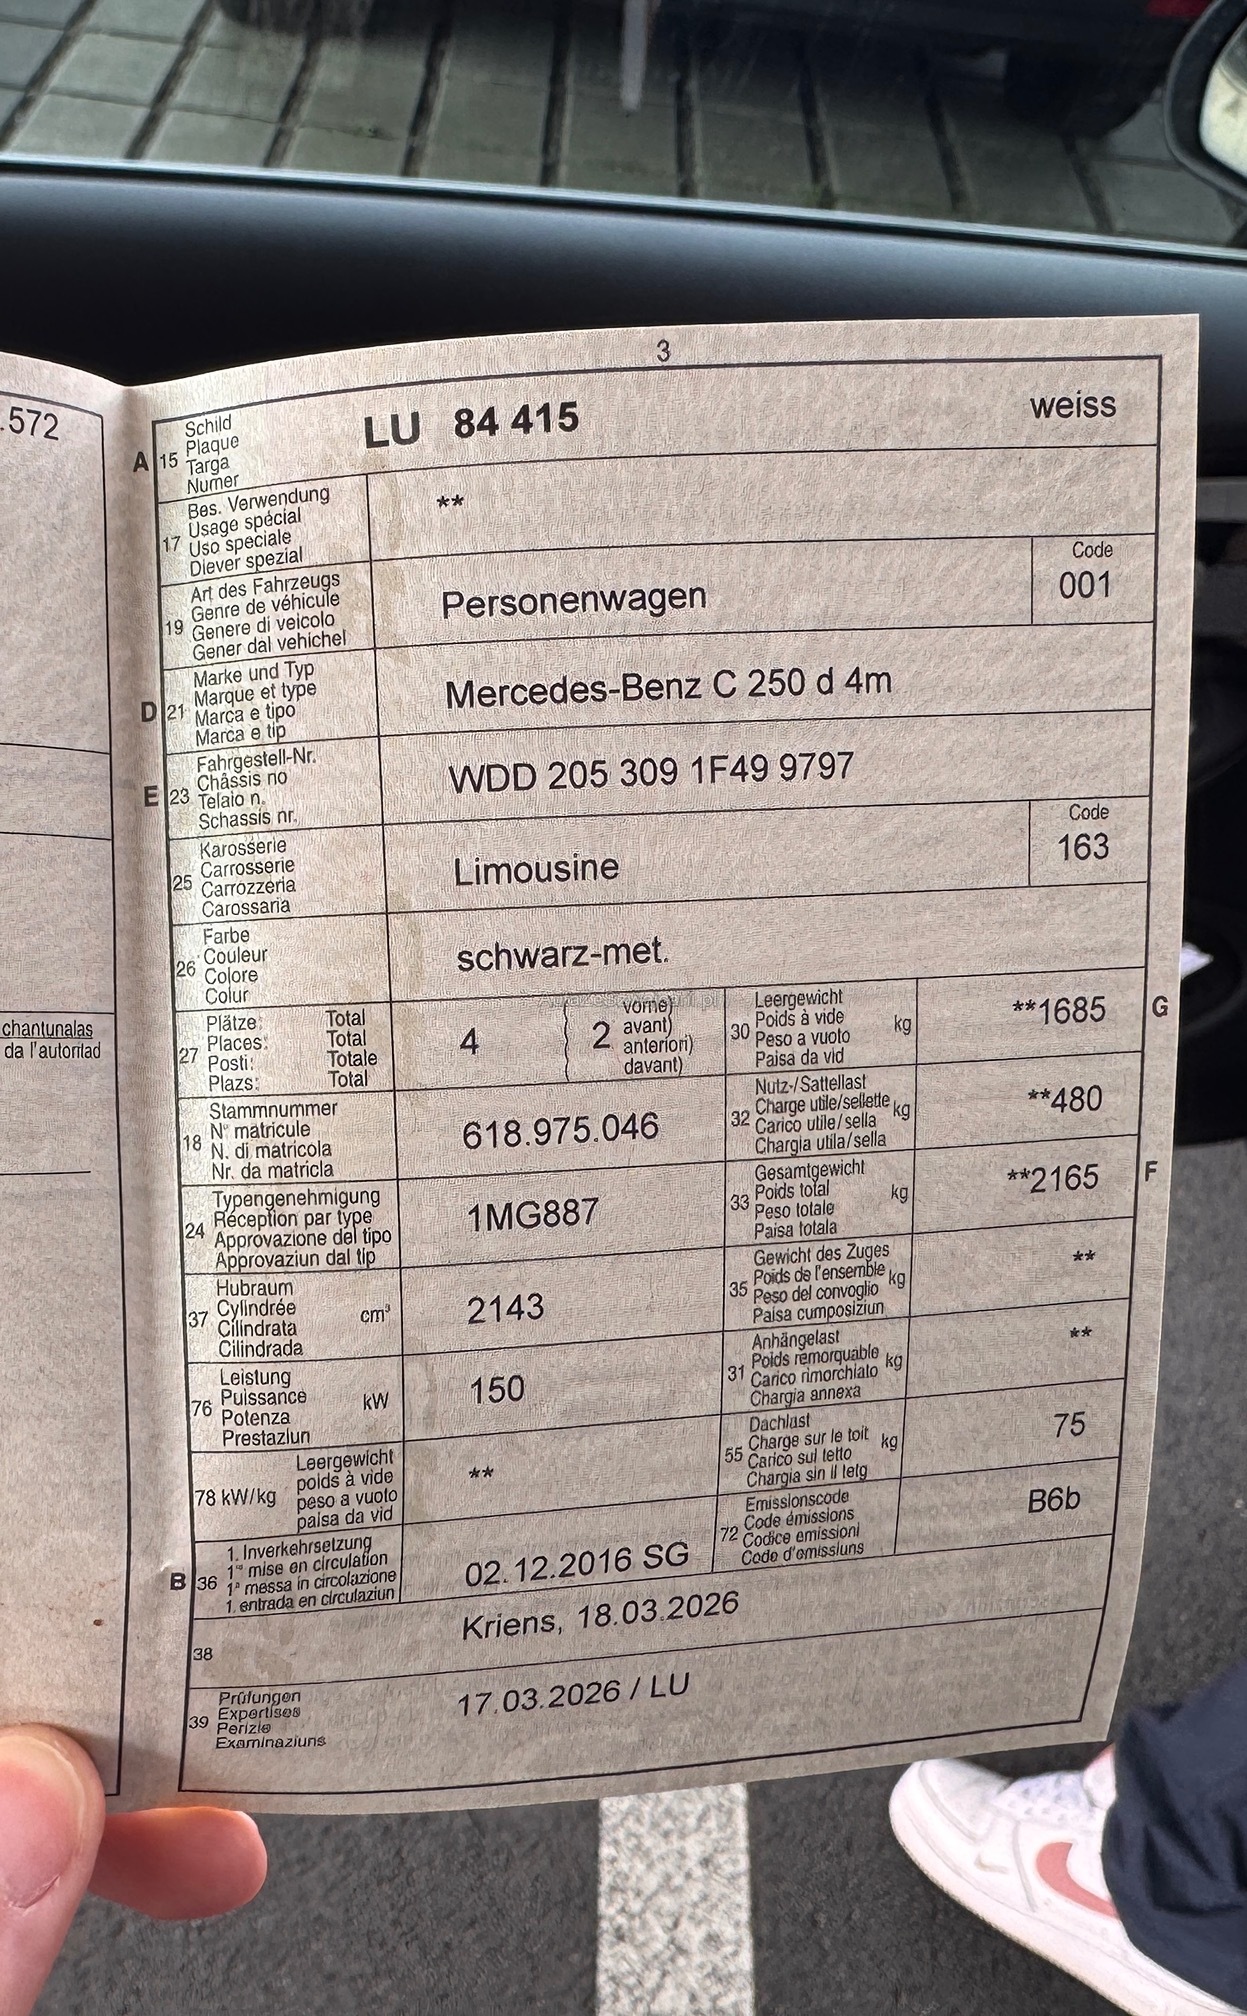 3
.572
chantunalas
da l'autoritad
A 15 Schild
Plaque
Targa
Numer
LU 84 415 weiss
17 Bes. Verwendung
Usage spécial
Uso speciale
Diever spezial
**
19 Art des Fahrzeugs
Genre de véhicule
Genere di veicolo
Gener dal vehichel
Personenwagen
Code
001
D 21 Marke und Typ
Marque et type
Marca e tipo
Marca e tip
Mercedes-Benz C 250 d 4m
E 23 Fahrgestell-Nr.
Châssis no
Telaio n.
Schassis nr.
WDD 205 309 1F49 9797
25 Karosserie
Carrosserie
Carrozzeria
Carossaria
Limousine
Code
163
26 Farbe
Couleur
Colore
Colur
schwarz-met.
27 Plätze: Total
Places: Total
Posti: Totale
Plazs: Total
4
2
vorne)
avant)
anteriori)
davant)
30 Leergewicht
Poids à vide
Peso a vuoto
Paisa da vid
kg
**1685
G
18 Stammnummer
N° matricule
N. di matricola
Nr. da matricla
618.975.046
32 Nutz-/Sattellast
Charge utile/sellette
Carico utile/sella
Chargia utila/sella
kg
**480
24 Typengenehmigung
Réception par type
Approvazione del tipo
Approvaziun dal tip
1MG887
33 Gesamtgewicht
Poids total
Peso totale
Paisa totala
kg
**2165
F
37 Hubraum
Cylindrée
Cilindrata
Cilindrada
cm³
2143
35 Gewicht des Zuges
Poids de l'ensemble
Peso del convoglio
Paisa cumposiziun
kg
**
76 Leistung
Puissance
Potenza
Prestaziun
kW
150
31 Anhängelast
Poids remorquable
Carico rimorchiato
Chargia annexa
kg
**
78 kW/kg Leergewicht
poids à vide
peso a vuoto
paisa da vid
**
55 Dachlast
Charge sur le toit
Carico sul tetto
Chargia sin il tetg
kg
75
B 36 1. Inverkehrsetzung
1re mise en circulation
1a messa in circolazione
1. entrada en circulaziun
02.12.2016 SG
72 Emissionscode
Code émissions
Codice emissioni
Code d'emissiuns
B6b
38
Kriens, 18.03.2026
39 Prüfungen
Expertises
Perizie
Examinaziuns
17.03.2026 / LU